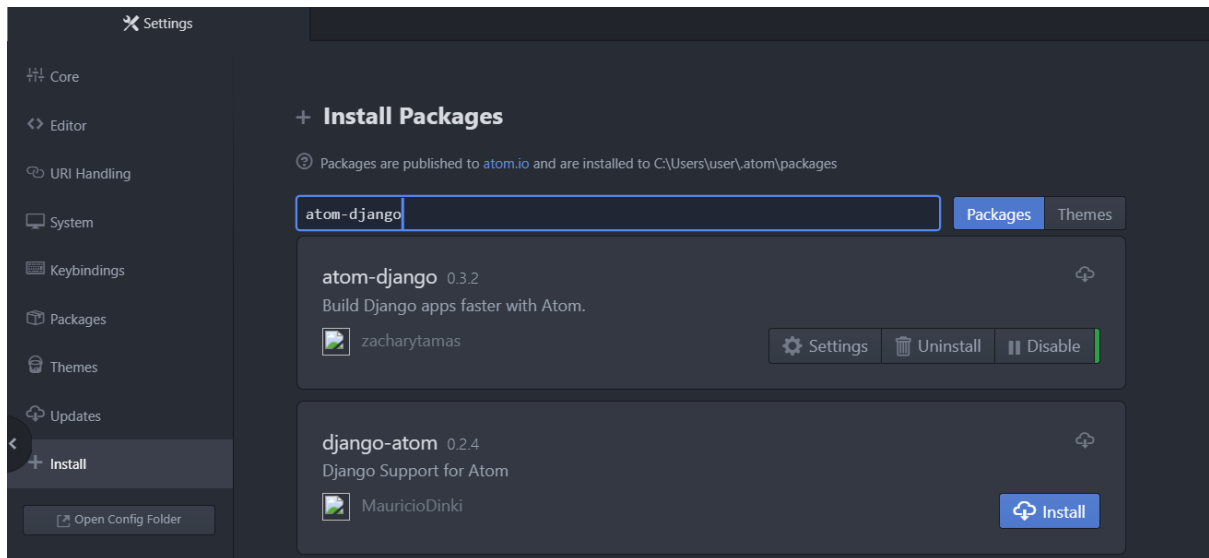 Settings
Core
Editor
URI Handling
System
Keybindings
Packages
Themes
Updates
Install
Open Config Folder
Install Packages
Packages are published to atom.io and are installed to C:\Users\user\.atom\packages
atom-django
Packages Themes
atom-django 0.3.2
Build Django apps faster with Atom.
zacharytamas
Settings Uninstall Disable
django-atom 0.2.4
Django Support for Atom
MauricioDinki
Install